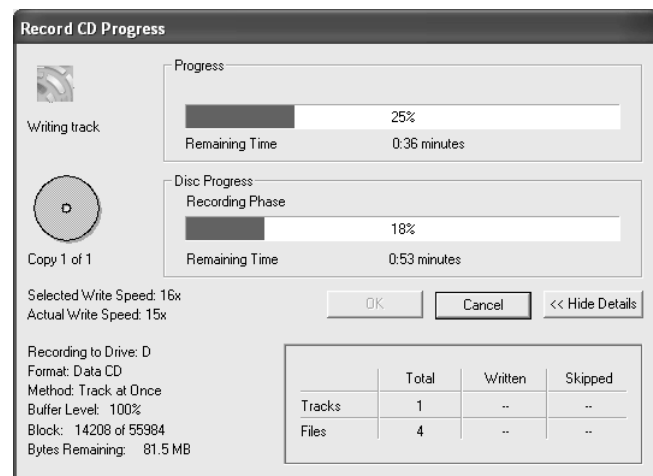 Record CD Progress
Progress
Writing track
25%
Remaining Time 0:36 minutes
Disc Progress
Recording Phase
18%
Copy 1 of 1
Remaining Time 0:53 minutes
Selected Write Speed: 16x
Actual Write Speed: 15x
OK Cancel << Hide Details
Recording to Drive: D
Format: Data CD
Method: Track at Once
Buffer Level: 100%
Block: 14208 of 55984
Bytes Remaining: 81.5 MB
Total Written Skipped
Tracks 1 -- --
Files 4 -- --